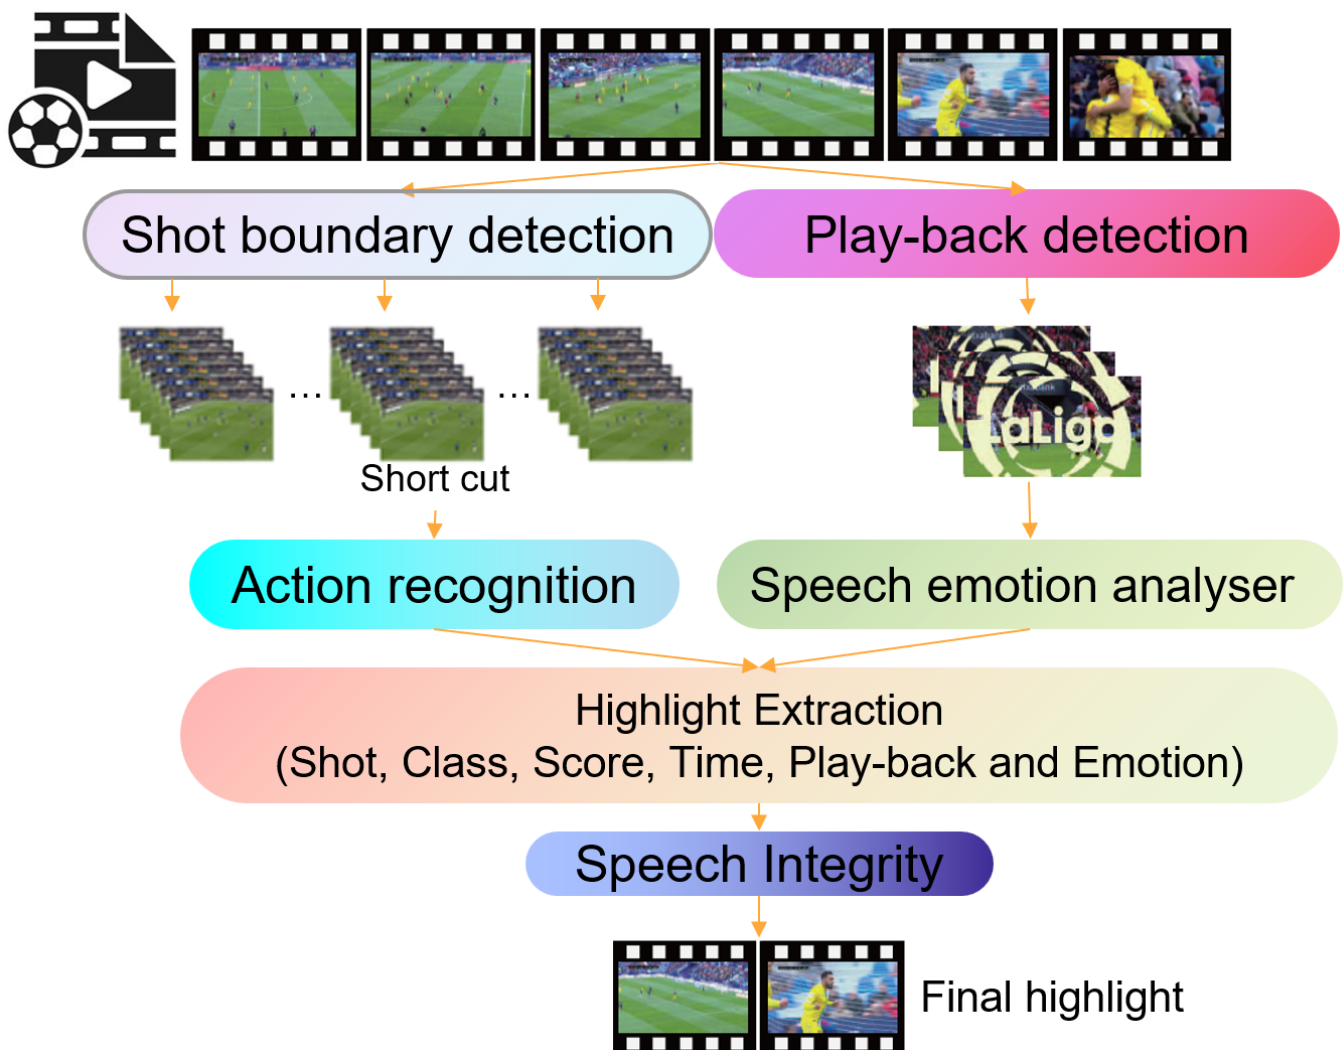 Shot boundary detection
Play-back detection
... ...
Short cut
LaLiga
Action recognition
Speech emotion analyser
Highlight Extraction
(Shot, Class, Score, Time, Play-back and Emotion)
Speech Integrity
Final highlight